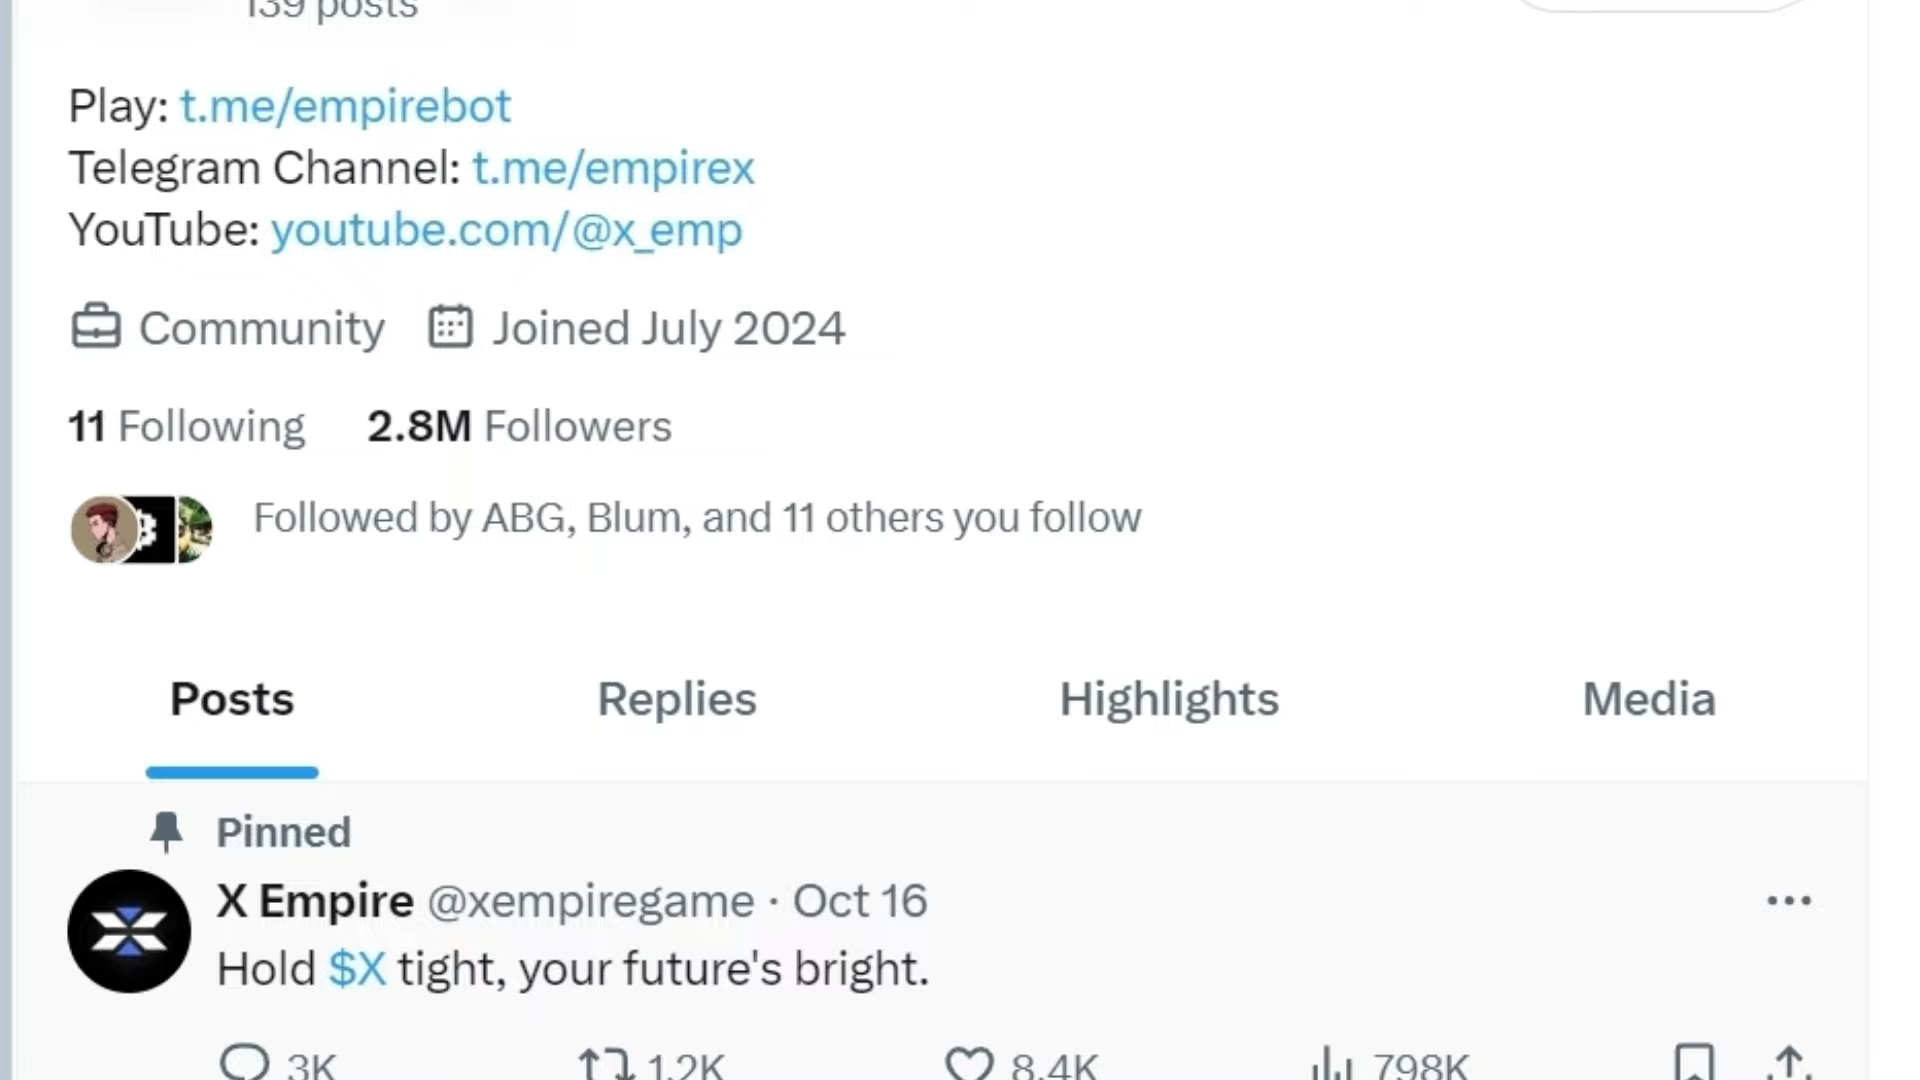 139 posts
Play: t.me/empirebot
Telegram Channel: t.me/empirex
YouTube: youtube.com/@x_emp
Community Joined July 2024
11 Following 2.8M Followers
Followed by ABG, Blum, and 11 others you follow
Posts Replies Highlights Media
Pinned
X Empire @xempiregame · Oct 16
Hold $X tight, your future's bright.
3K 1.2K 8.4K 798K